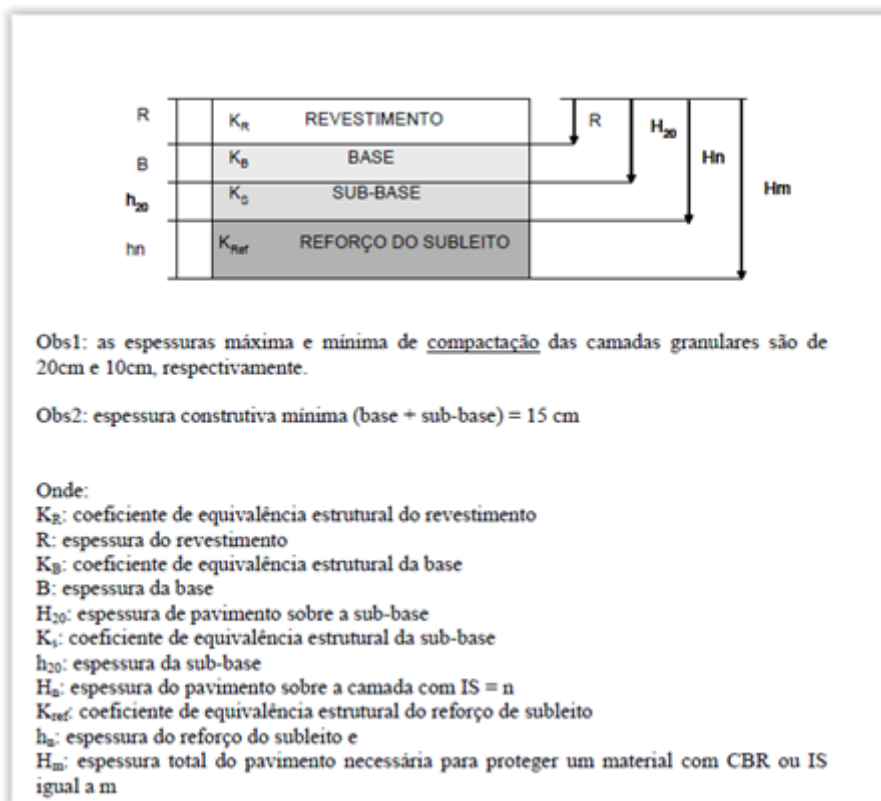 R K_R REVESTIMENTO R H₂₀ Hn Hm
B K_B BASE
h₂₀ K_S SUB-BASE
hn K_Ref REFORÇO DO SUBLEITO
Obs1: as espessuras máxima e mínima de compactação das camadas granulares são de
20cm e 10cm, respectivamente.
Obs2: espessura construtiva mínima (base + sub-base) = 15 cm
Onde:
K_R: coeficiente de equivalência estrutural do revestimento
R: espessura do revestimento
K_B: coeficiente de equivalência estrutural da base
B: espessura da base
H₂₀: espessura de pavimento sobre a sub-base
K_s: coeficiente de equivalência estrutural da sub-base
h₂₀: espessura da sub-base
H_n: espessura do pavimento sobre a camada com IS = n
K_ref: coeficiente de equivalência estrutural do reforço de subleito
h_n: espessura do reforço do subleito e
H_m: espessura total do pavimento necessária para proteger um material com CBR ou IS
igual a m